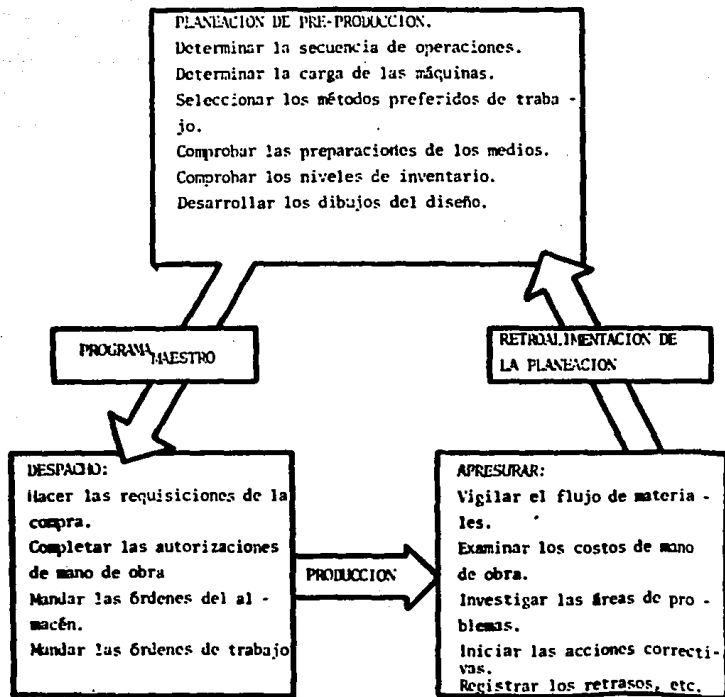 PLANEACION DE PRE-PRODUCCION.
Determinar la secuencia de operaciones.
Determinar la carga de las máquinas.
Seleccionar los métodos preferidos de traba -
jo.
Comprobar las preparaciones de los medios.
Comprobar los niveles de inventario.
Desarrollar los dibujos del diseño.
PROGRAMA MAESTRO
RETROALIMENTACION DE
LA PLANEACION
DESPACHO:
Hacer las requisiciones de la
compra.
Completar las autorizaciones
de mano de obra
Mandar las órdenes del al -
macén.
Mandar las órdenes de trabajo
PRODUCCION
APRESURAR:
Vigilar el flujo de materia -
les.
Examinar los costos de mano
de obra.
Investigar las áreas de pro -
blemas.
Iniciar las acciones correcti-
vas.
Registrar los retrasos, etc.